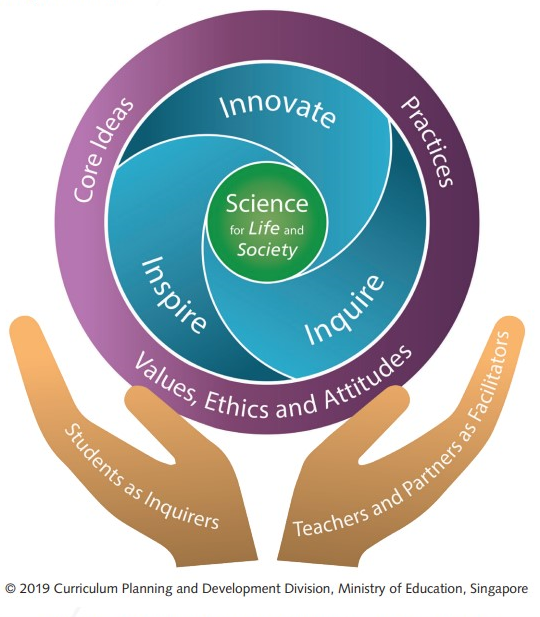 Core Ideas
Practices
Values, Ethics and Attitudes
Innovate
Inspire
Inquire
Science
for Life and
Society
Students as Inquirers
Teachers and Partners as Facilitators
© 2019 Curriculum Planning and Development Division, Ministry of Education, Singapore